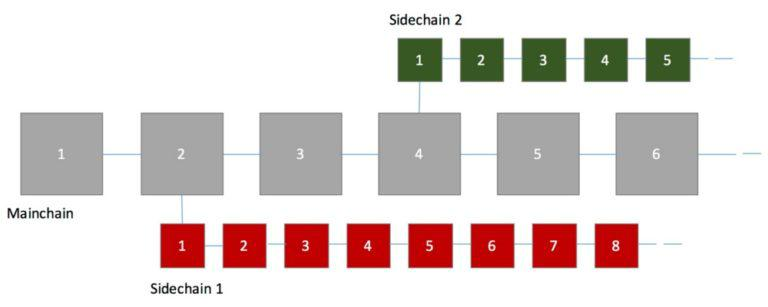 Sidechain 2
1 2 3 4 5
1 2 3 4 5 6
Mainchain
1 2 3 4 5 6 7 8
Sidechain 1